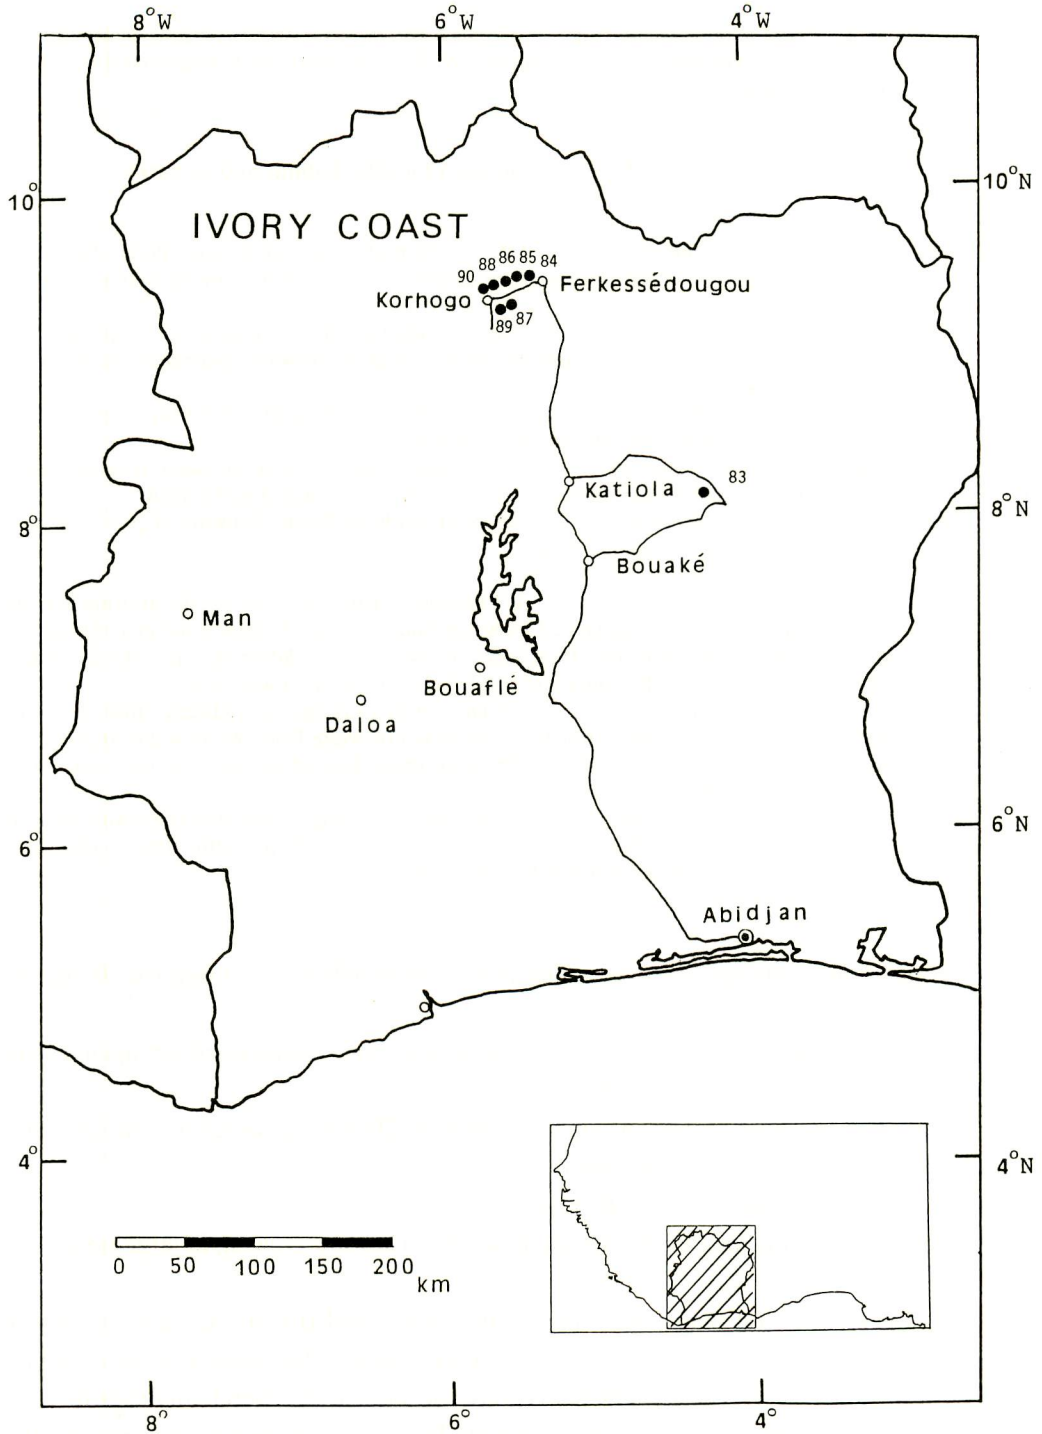 8°W 6°W 4°W
10° 10°N
IVORY COAST
90 88 86 85 84
Korhogo Ferkessédougou
89 87
Katiola 83
8° 8°N
Bouaké
Man
Bouaflé
Daloa
6° 6°N
Abidjan
4° 4°N
0 50 100 150 200 km
8° 6° 4°